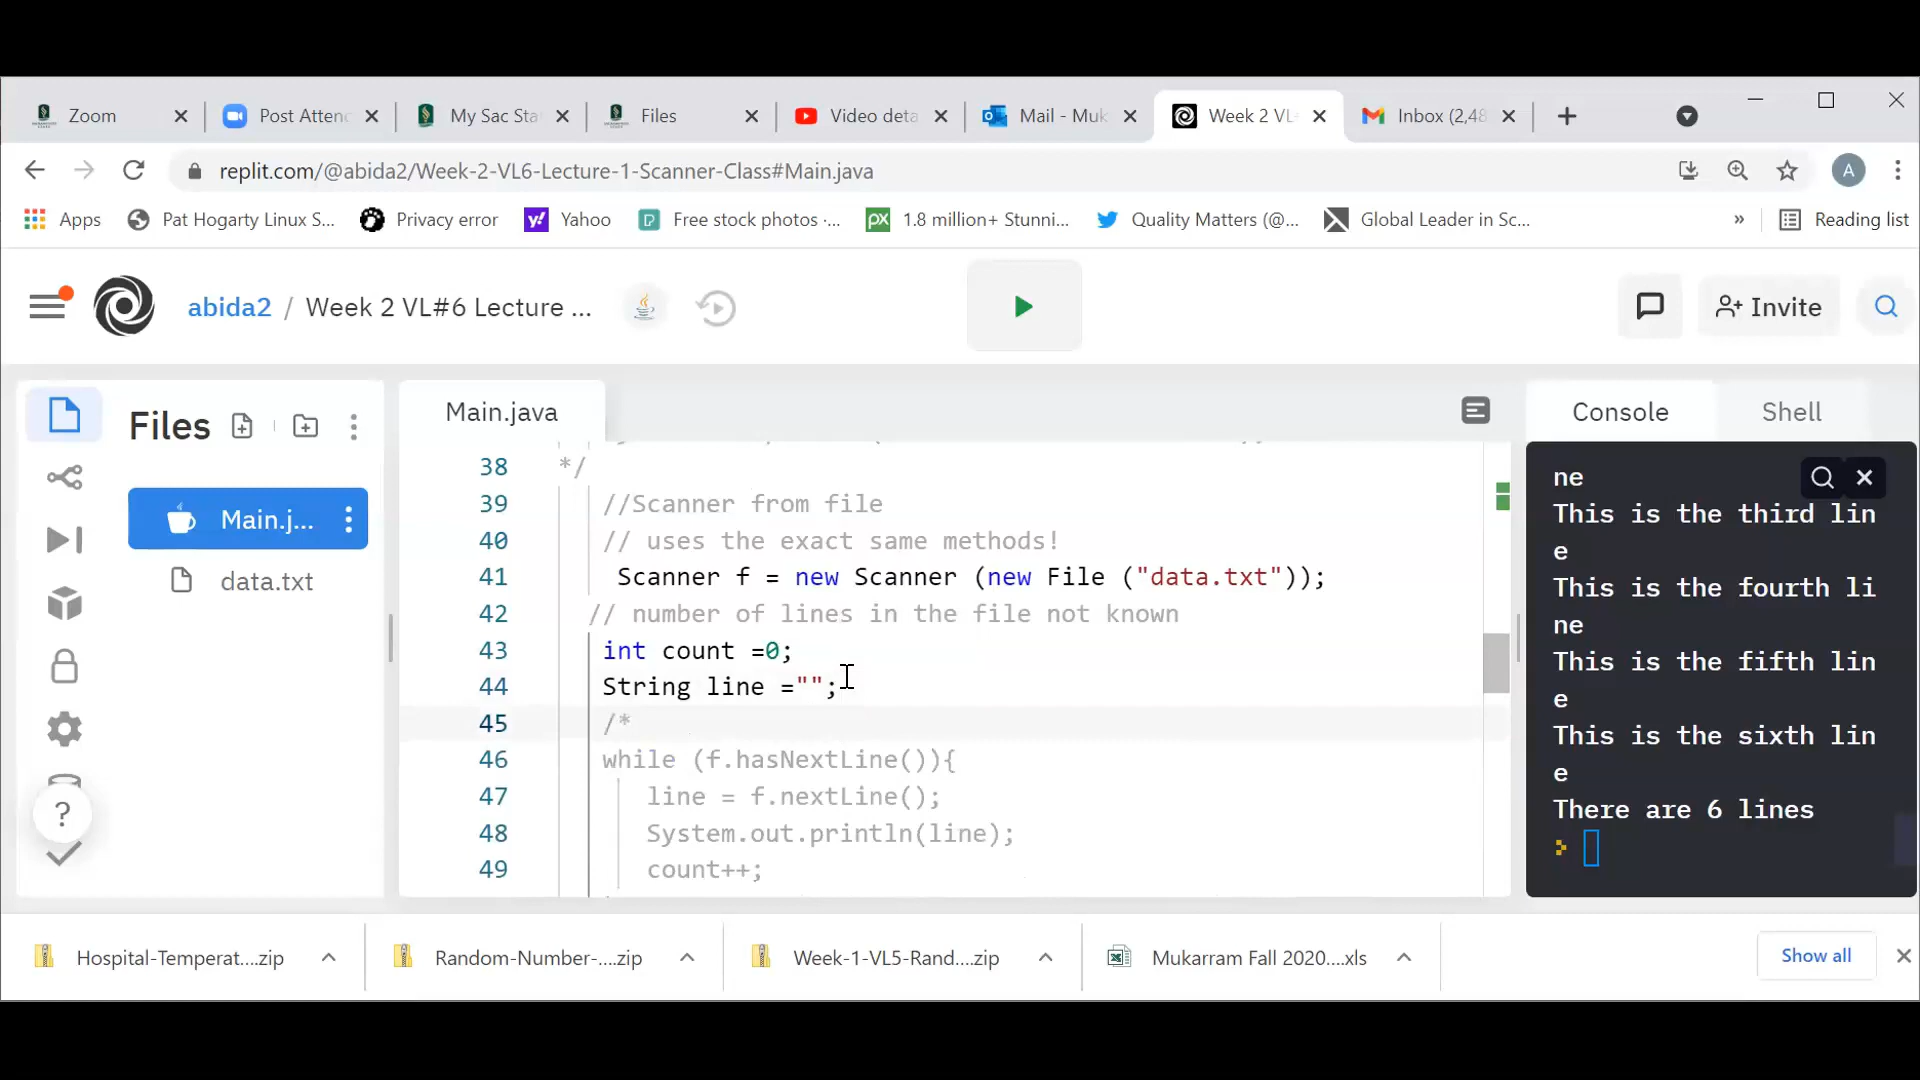 Zoom
Post Attend
My Sac Sta
Files
Video deta
Mail - Muk
Week 2 VL
Inbox (2,48
replit.com/@abida2/Week-2-VL6-Lecture-1-Scanner-Class#Main.java
A
Apps
Pat Hogarty Linux S...
Privacy error
Yahoo
Free stock photos ·...
px
1.8 million+ Stunni...
Quality Matters (@...
Global Leader in Sc...
»
Reading list
abida2 / Week 2 VL#6 Lecture ...
Invite
Files
Main.j...
data.txt
?
Main.java
38 */
39 //Scanner from file
40 // uses the exact same methods!
41 Scanner f = new Scanner (new File ("data.txt"));
42 // number of lines in the file not known
43 int count =0;
44 String line ="";
45 /*
46 while (f.hasNextLine()){
47 line = f.nextLine();
48 System.out.println(line);
49 count++;
Console
Shell
ne
This is the third lin
e
This is the fourth li
ne
This is the fifth lin
e
This is the sixth lin
e
There are 6 lines
Hospital-Temperat....zip
Random-Number-....zip
Week-1-VL5-Rand....zip
Mukarram Fall 2020....xls
Show all